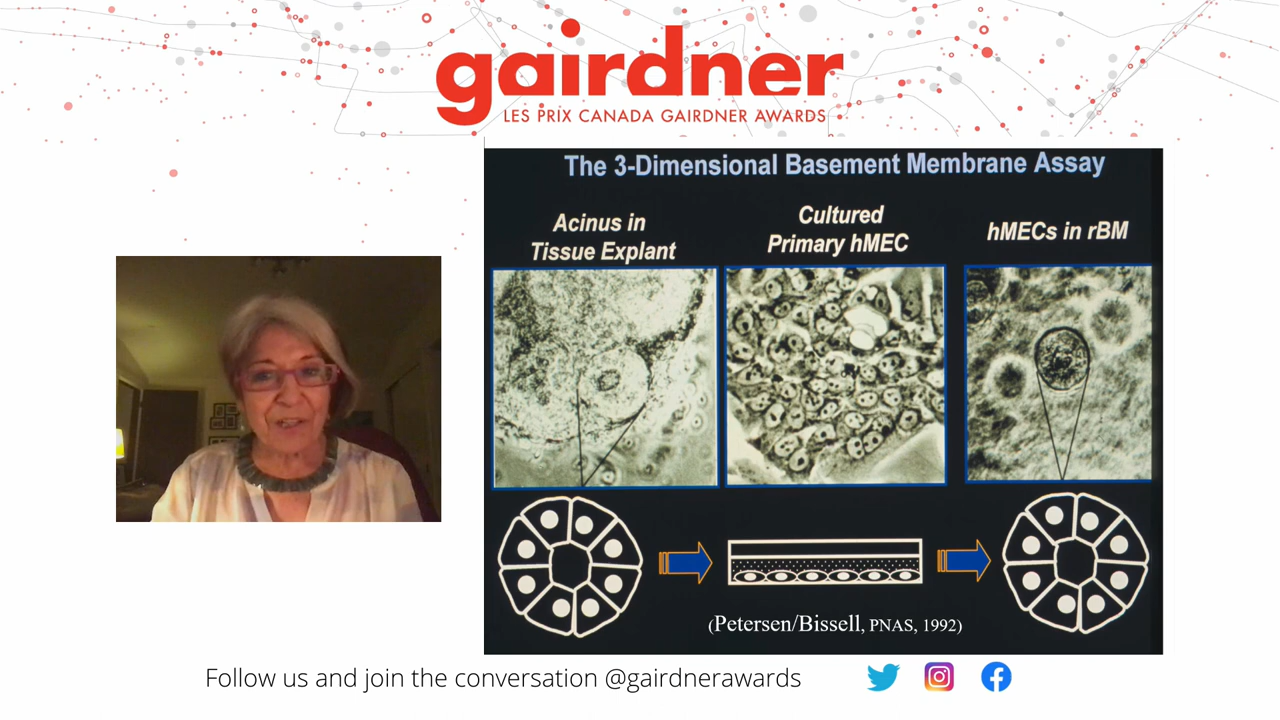 gairdner
LES PRIX CANADA GAIRDNER AWARDS
The 3-Dimensional Basement Membrane Assay
Acinus in
Tissue Explant
Cultured
Primary hMEC
hMECs in rBM
(Petersen/Bissell, PNAS, 1992)
Follow us and join the conversation @gairdnerawards